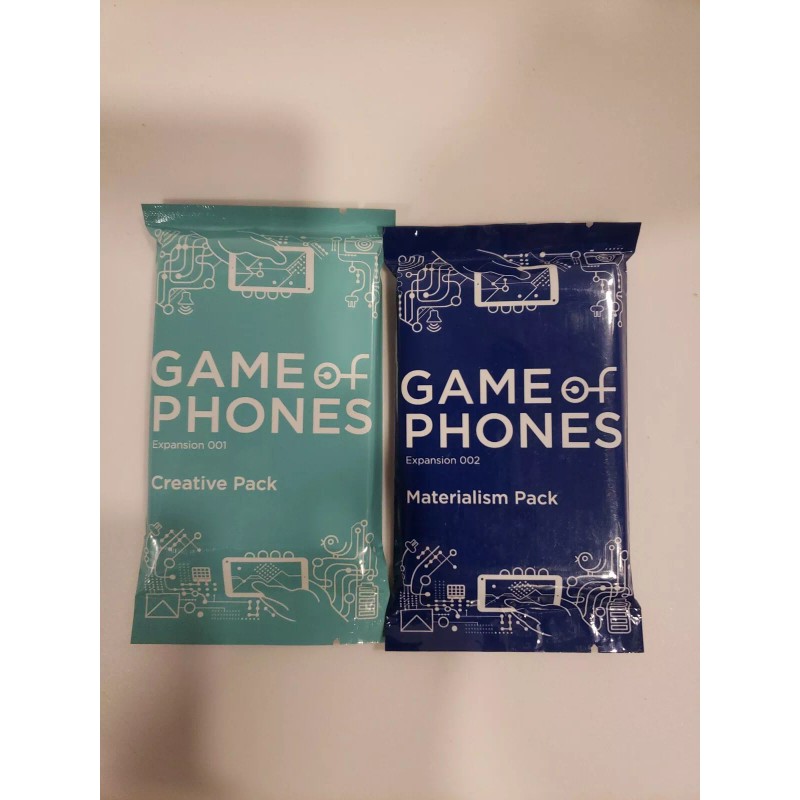 GAME of
PHONES
Expansion 001
Creative Pack
GAME of
PHONES
Expansion 002
Materialism Pack